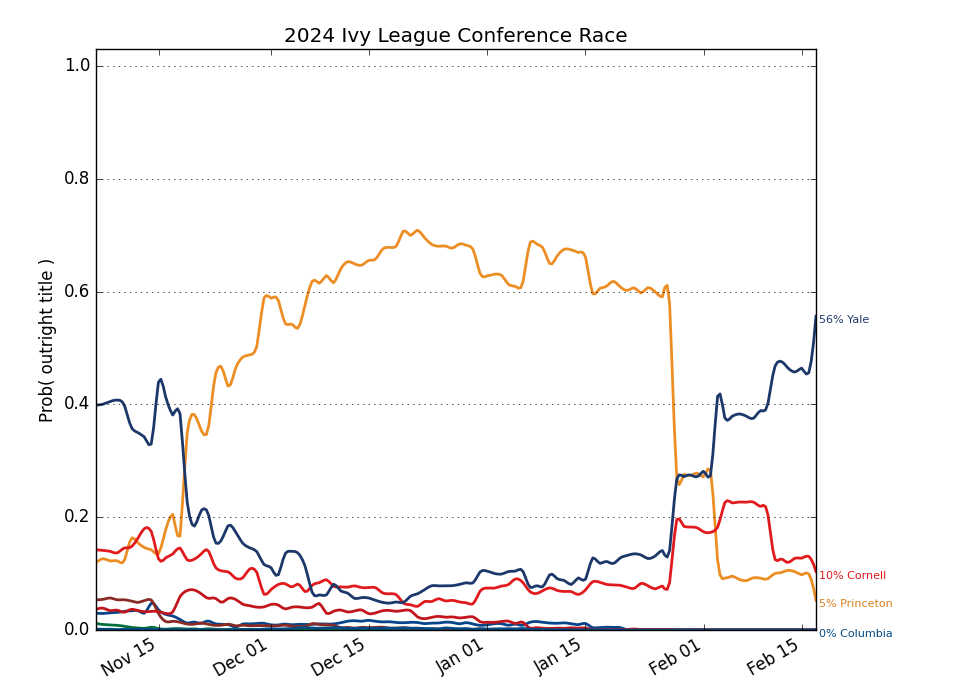 2024 Ivy League Conference Race
Prob( outright title )
1.0
0.8
0.6
0.4
0.2
0.0
Nov 15
Dec 01
Dec 15
Jan 01
Jan 15
Feb 01
Feb 15
56% Yale
10% Cornell
5% Princeton
0% Columbia